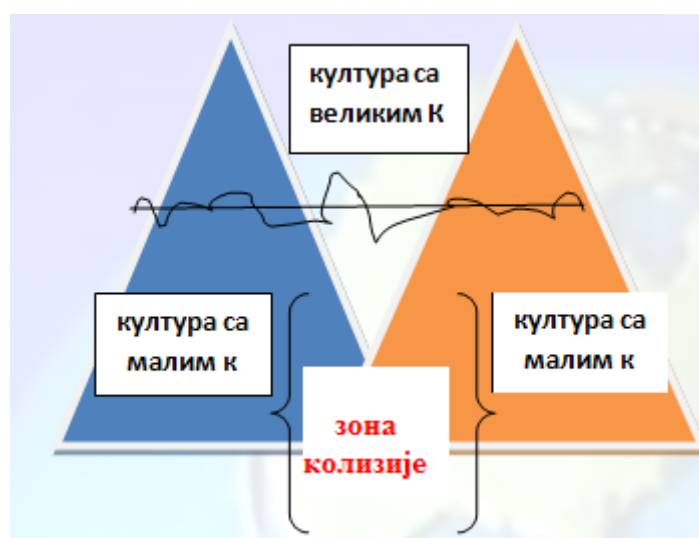 култура са
великим К
култура са
малим к
култура са
малим к
зона
колизије